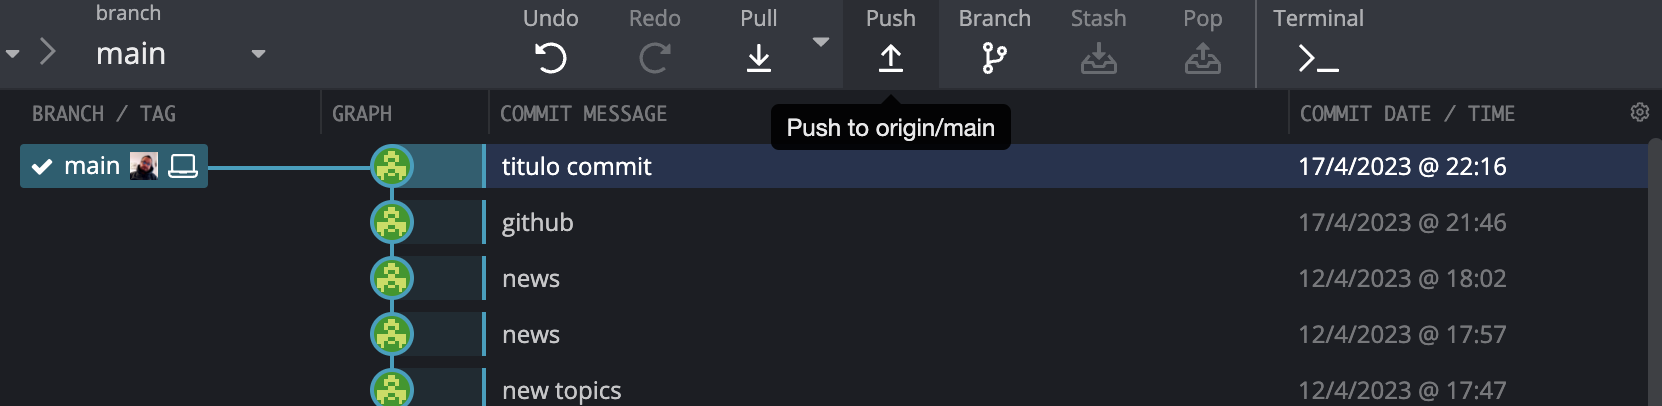 branch
main
Undo
Redo
Pull
Push
Branch
Stash
Pop
Terminal
Push to origin/main
BRANCH / TAG
GRAPH
COMMIT MESSAGE
COMMIT DATE / TIME
main
titulo commit
17/4/2023 @ 22:16
github
17/4/2023 @ 21:46
news
12/4/2023 @ 18:02
news
12/4/2023 @ 17:57
new topics
12/4/2023 @ 17:47